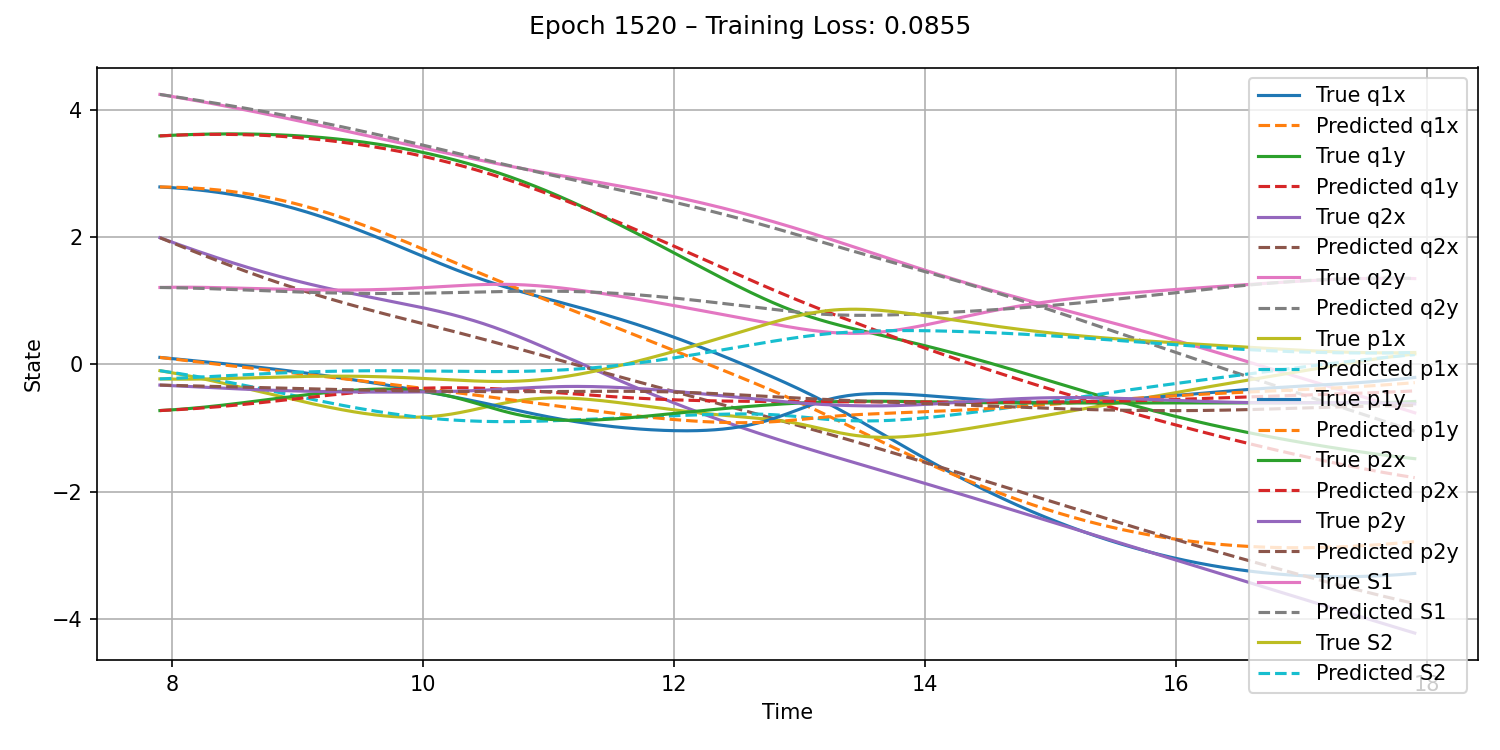 Epoch 1520 – Training Loss: 0.0855
State
4
2
0
−2
−4
8
10
12
14
16
18
Time
True q1x
Predicted q1x
True q1y
Predicted q1y
True q2x
Predicted q2x
True q2y
Predicted q2y
True p1x
Predicted p1x
True p1y
Predicted p1y
True p2x
Predicted p2x
True p2y
Predicted p2y
True S1
Predicted S1
True S2
Predicted S2